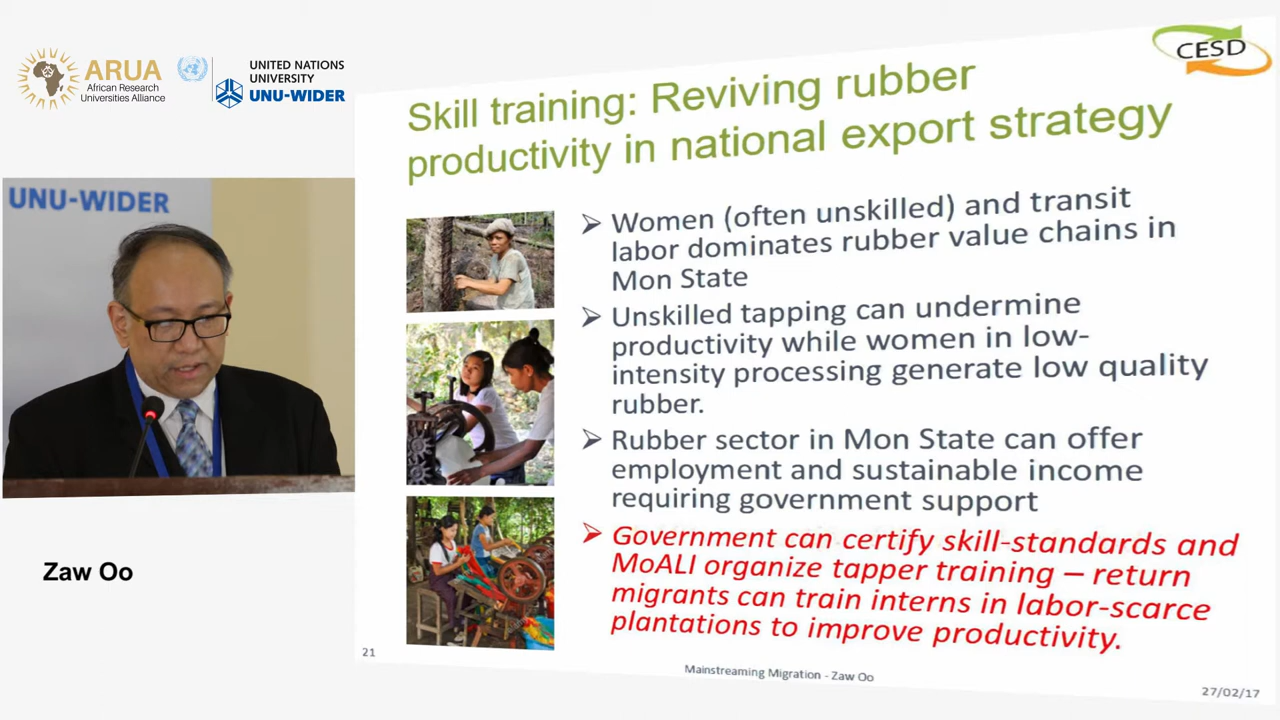 ARUA
African Research
Universities Alliance
UNITED NATIONS
UNIVERSITY
UNU-WIDER
CESD
Skill training: Reviving rubber
productivity in national export strategy
UNU-WIDER
➢ Women (often unskilled) and transit
labor dominates rubber value chains in
Mon State
➢ Unskilled tapping can undermine
productivity while women in low-
intensity processing generate low quality
rubber.
➢ Rubber sector in Mon State can offer
employment and sustainable income
requiring government support
➢ Government can certify skill-standards and
MoALI organize tapper training – return
migrants can train interns in labor-scarce
plantations to improve productivity.
Zaw Oo
21
Mainstreaming Migration - Zaw Oo
27/02/17